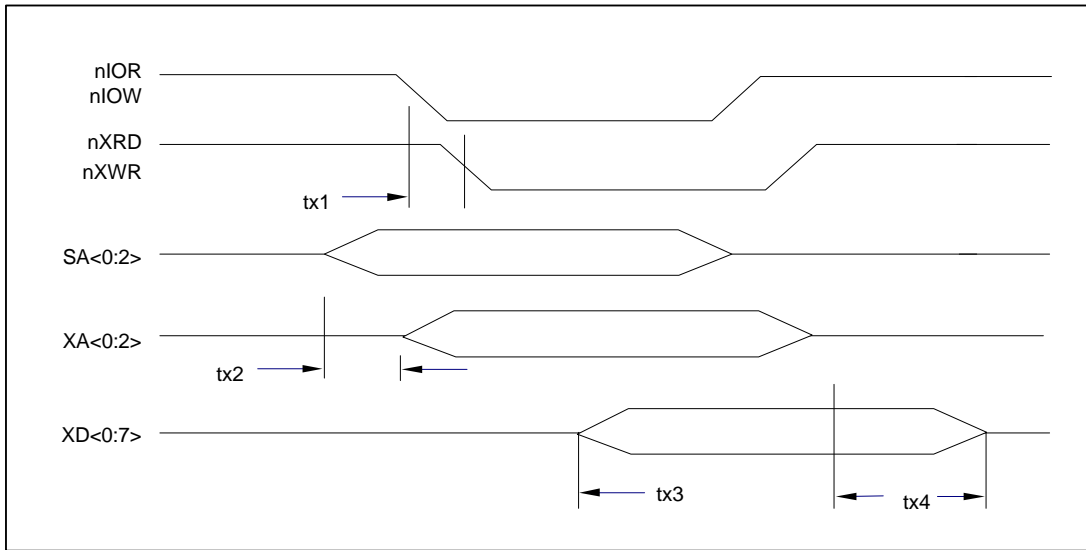 nIOR
nIOW
nXRD
nXWR
tx1
SA<0:2>
XA<0:2>
tx2
XD<0:7>
tx3
tx4